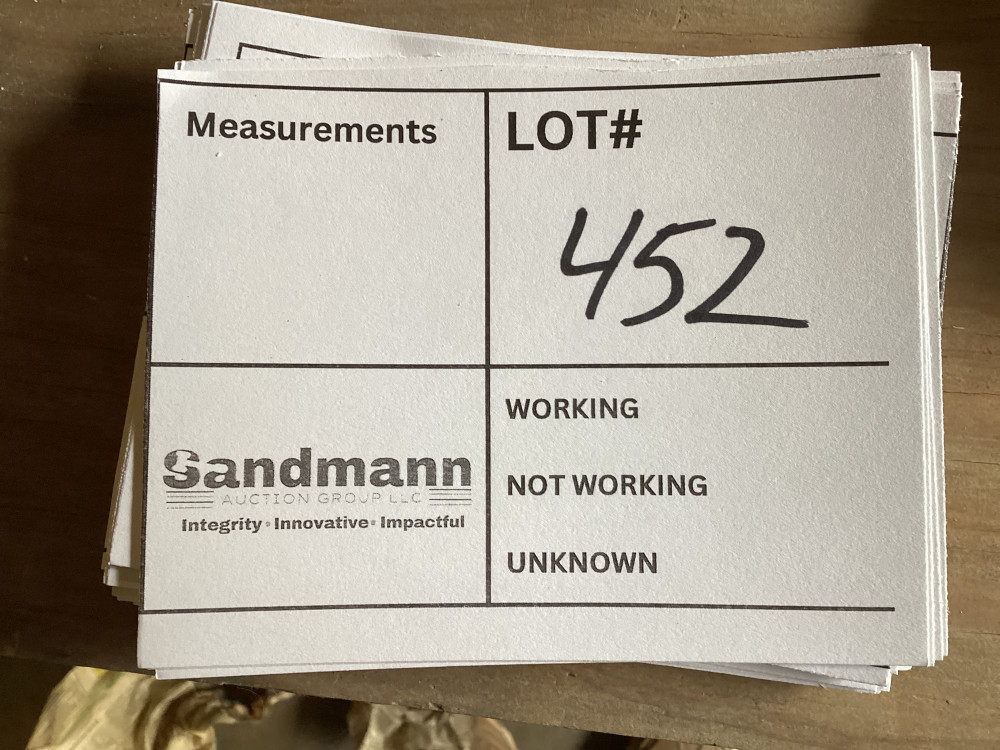 Measurements
LOT#
452
Sandmann
AUCTION GROUP LLC
Integrity • Innovative • Impactful
WORKING
NOT WORKING
UNKNOWN